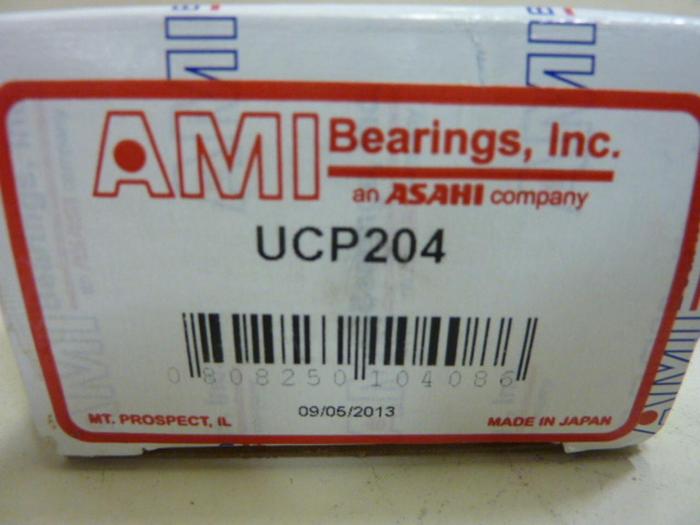 AMI Bearings, Inc.
an ASAHI company
UCP204
0 808250 104086
09/05/2013
MT. PROSPECT, IL
MADE IN JAPAN
AMI